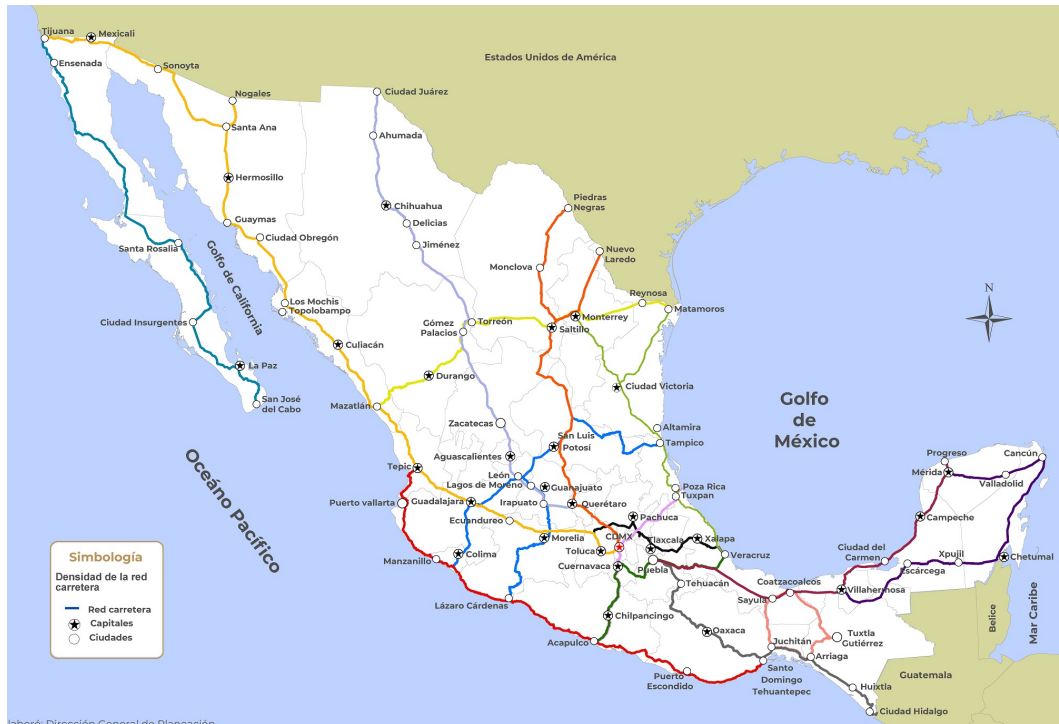 Tijuana
Mexicali
Ensenada
Sonoyta
Nogales
Santa Ana
Hermosillo
Guaymas
Ciudad Obregón
Santa Rosalia
Golfo de California
Los Mochis
Topolobampo
Ciudad Insurgentes
La Paz
San José
del Cabo
Culiacán
Mazatlán
Estados Unidos de América
Ciudad Juárez
Ahumada
Chihuahua
Delicias
Jiménez
Piedras
Negras
Nuevo
Laredo
Monclova
Reynosa
Matamoros
Monterrey
Saltillo
Gómez
Palacios
Torreón
Durango
Ciudad Victoria
Zacatecas
Altamira
Tampico
San Luis
Potosí
Aguascalientes
León
Lagos de Moreno
Guanajuato
Tepic
Puerto vallarta
Guadalajara
Irapuato
Querétaro
Ecuandureo
Poza Rica
Tuxpan
Pachuca
CDMX
Tlaxcala
Xalapa
Morelia
Toluca
Colima
Manzanillo
Cuernavaca
Puebla
Veracruz
Lázaro Cárdenas
Tehuacán
Chilpancingo
Acapulco
Oaxaca
Puerto
Escondido
Santo
Domingo
Tehuantepec
Juchitán
Sayula
Coatzacoalcos
Arriaga
Tuxtla
Gutiérrez
Huixtla
Ciudad Hidalgo
Villahermosa
Ciudad del
Carmen
Campeche
Mérida
Progreso
Valladolid
Cancún
Escárcega
Xpujil
Chetumal
Golfo
de
México
N
Océano Pacífico
Mar Caribe
Belice
Guatemala
Simbología
Densidad de la red
carretera
Red carretera
Capitales
Ciudades
laboró: Dirección General de Planeación